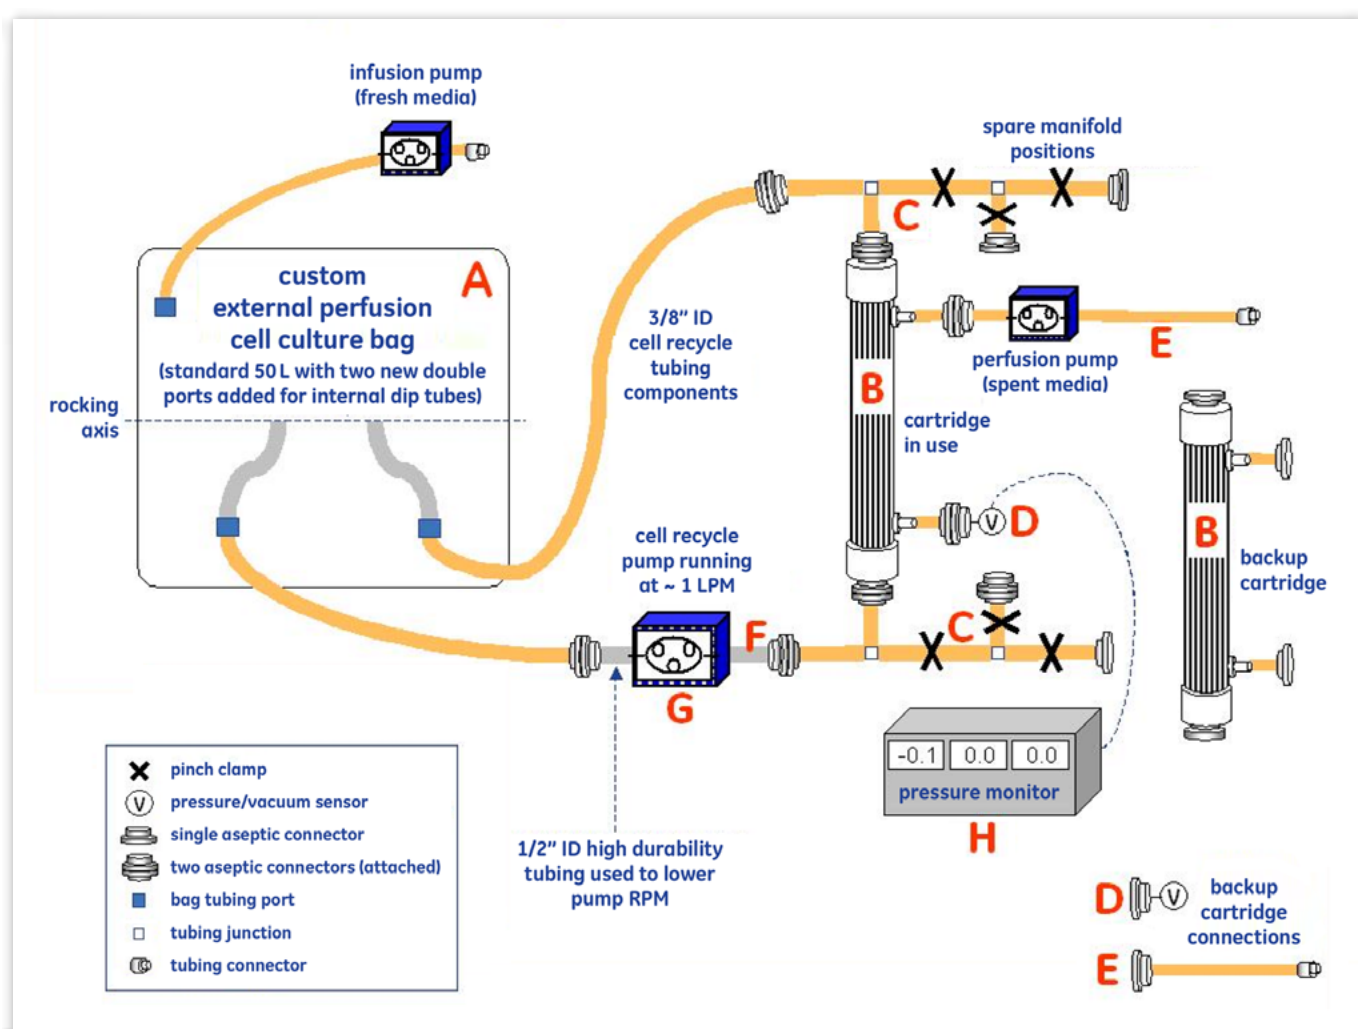 infusion pump
(fresh media)
spare manifold
positions
C
custom
A
external perfusion
cell culture bag
(standard 50 L with two new double
ports added for internal dip tubes)
rocking
axis
3/8" ID
cell recycle
tubing
components
E
perfusion pump
(spent media)
B
cartridge
in use
V
D
B
backup
cartridge
cell recycle
pump running
at ~ 1 LPM
F
C
G
-0.1
0.0
0.0
pressure monitor
H
1/2" ID high durability
tubing used to lower
pump RPM
pinch clamp
V
pressure/vacuum sensor
single aseptic connector
two aseptic connectors (attached)
bag tubing port
tubing junction
tubing connector
D
V
backup
cartridge
connections
E